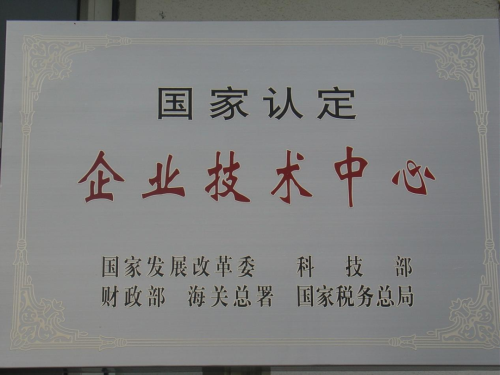 国家认定
企业技术中心
国家发展改革委 科技部
财政部 海关总署 国家税务总局